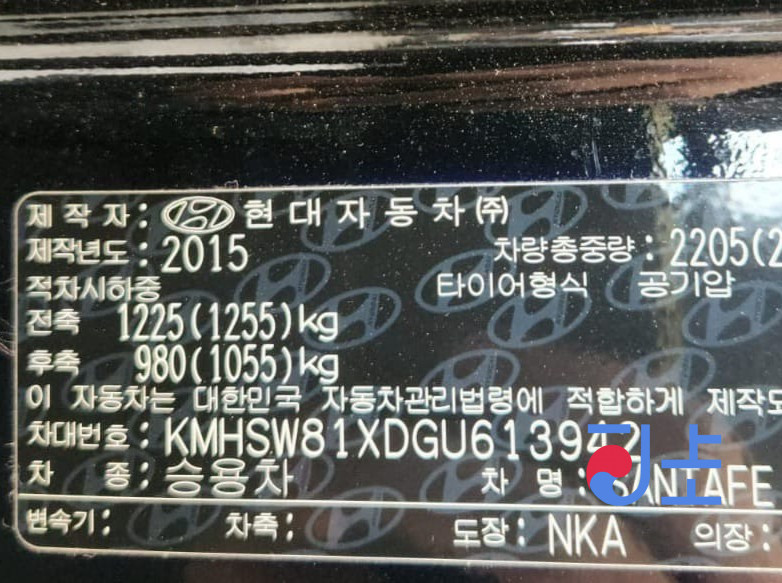 제 작 자 : 현 대 자 동 차 ㈜
제작년도 : 2015 차량총중량 : 2205(2
적차시하중 타이어형식 공기압
전축 1225(1255)kg
후축 980(1055)kg
이 자동차는 대한민국 자동차관리법령에 적합하게 제작도
차대번호 : KMHSW81XDGU613942
차 종 : 승용차 차 명 : SANTAFE
변속기 : 차축 : 도장 : NKA 의장 :